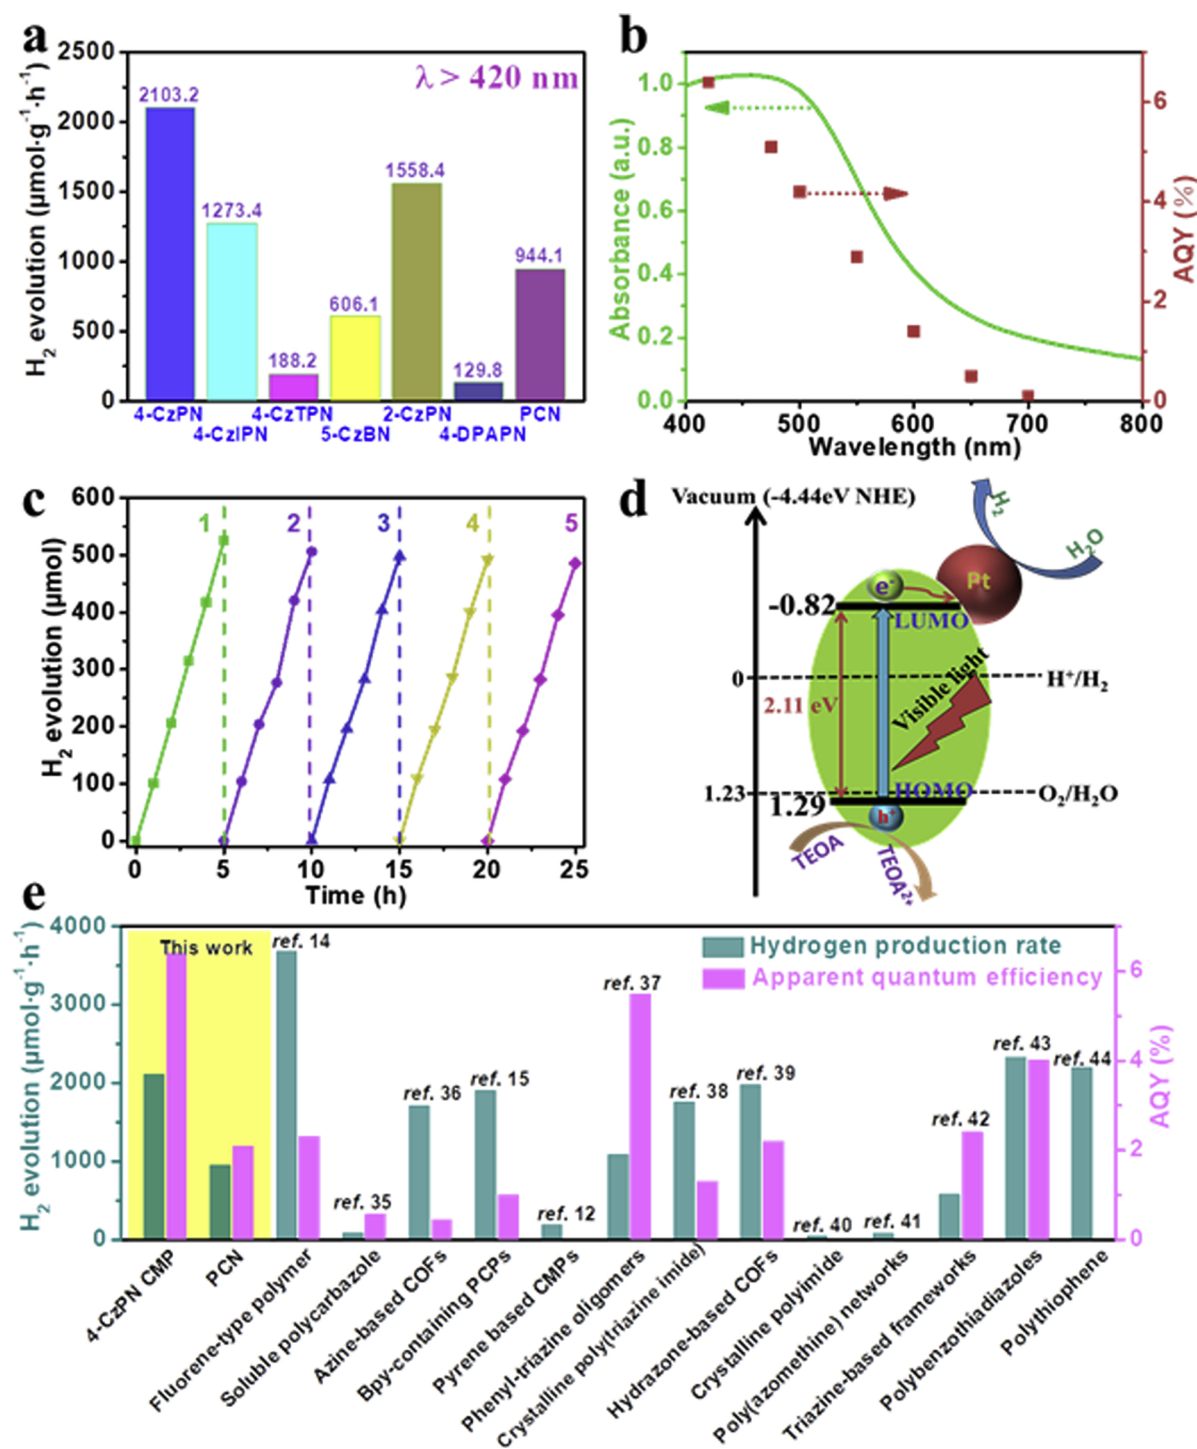 a
H₂ evolution (μmol·g⁻¹·h⁻¹)
2500
2000
1500
1000
500
0
λ > 420 nm
2103.2
1273.4
188.2
606.1
1558.4
129.8
944.1
4-CzPN
4-CzIPN
4-CzTPN
5-CzBN
2-CzPN
4-DPAPN
PCN
b
Absorbance (a.u.)
1.0
0.8
0.6
0.4
0.2
0.0
AQY (%)
6
4
2
0
400 500 600 700 800
Wavelength (nm)
c
H₂ evolution (μmol)
600
500
400
300
200
100
0
1 2 3 4 5
0 5 10 15 20 25
Time (h)
d
Vacuum (-4.44eV NHE)
H₂
H₂O
Pt
e⁻
-0.82
LUMO
0
H⁺/H₂
2.11 eV
Visible light
1.23
HOMO
O₂/H₂O
1.29
h⁺
TEOA
TEOA²⁺
e
H₂ evolution (μmol·g⁻¹·h⁻¹)
4000
3000
2000
1000
0
This work
Hydrogen production rate
Apparent quantum efficiency
ref. 14
ref. 35
ref. 36
ref. 15
ref. 12
ref. 37
ref. 38
ref. 39
ref. 40
ref. 41
ref. 42
ref. 43
ref. 44
AQY (%)
6
4
2
0
4-CzPN CMP
PCN
Fluorene-type polymer
Soluble polycarbazole
Azine-based COFs
Bpy-containing PCPs
Pyrene based CMPs
Phenyl-triazine oligomers
Crystalline poly(triazine imide)
Hydrazone-based COFs
Crystalline polyimide
Poly(azomethine) networks
Triazine-based frameworks
Polybenzothiadiazoles
Polythiophene